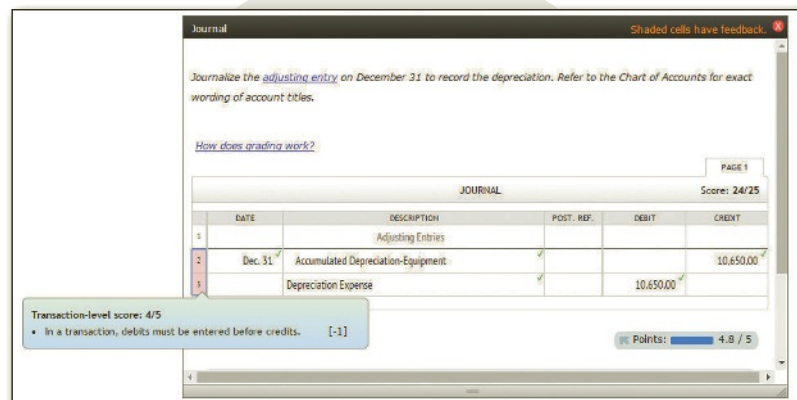 Journal Shaded cells have feedback. X
Journalize the adjusting entry on December 31 to record the depreciation. Refer to the Chart of Accounts for exact
wording of account titles.
How does grading work?
PAGE 1
JOURNAL Score: 24/25
DATE DESCRIPTION POST. REF. DEBIT CREDIT
1 Adjusting Entries
2 Dec. 31 Accumulated Depreciation-Equipment 10,650.00
3 Depreciation Expense 10,650.00
Transaction-level score: 4/5
• In a transaction, debits must be entered before credits. [-1]
Points: 4.8 / 5